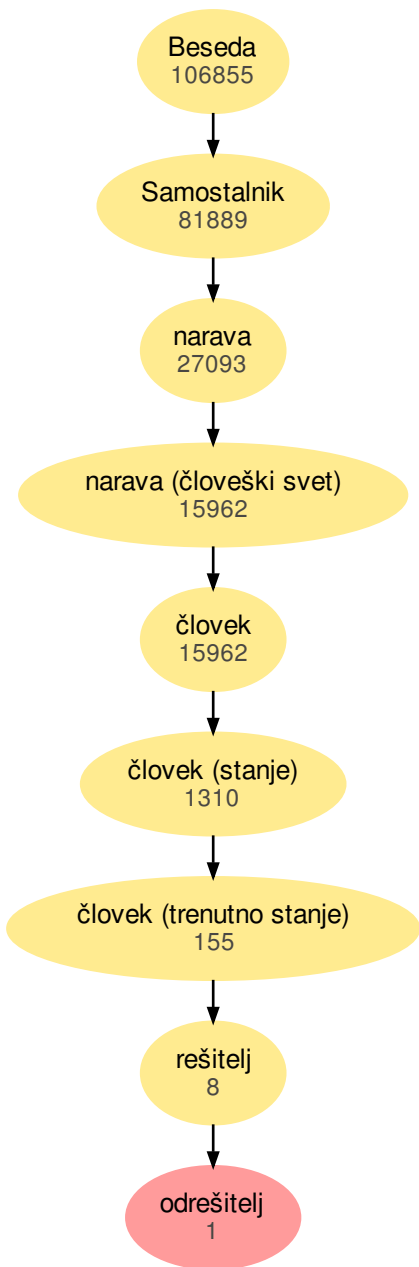 Beseda
106855
Samostalnik
81889
narava
27093
narava (človeški svet)
15962
človek
15962
človek (stanje)
1310
človek (trenutno stanje)
155
rešitelj
8
odrešitelj
1